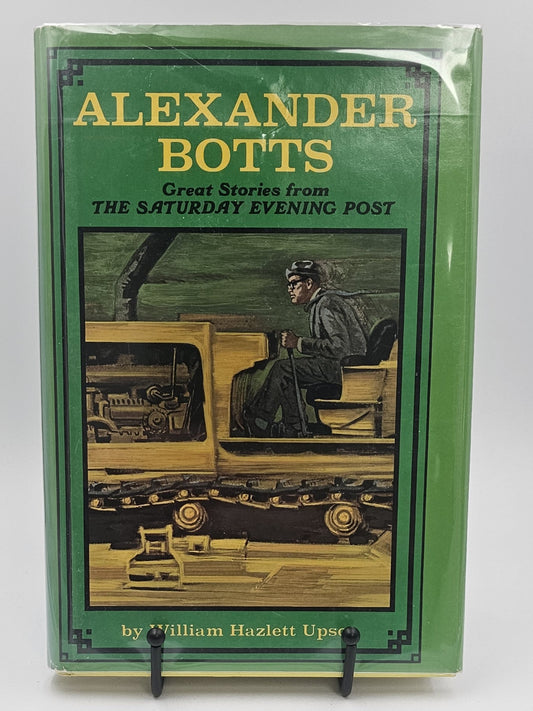 ALEXANDER
BOTTS
Great Stories from
THE SATURDAY EVENING POST
by William Hazlett